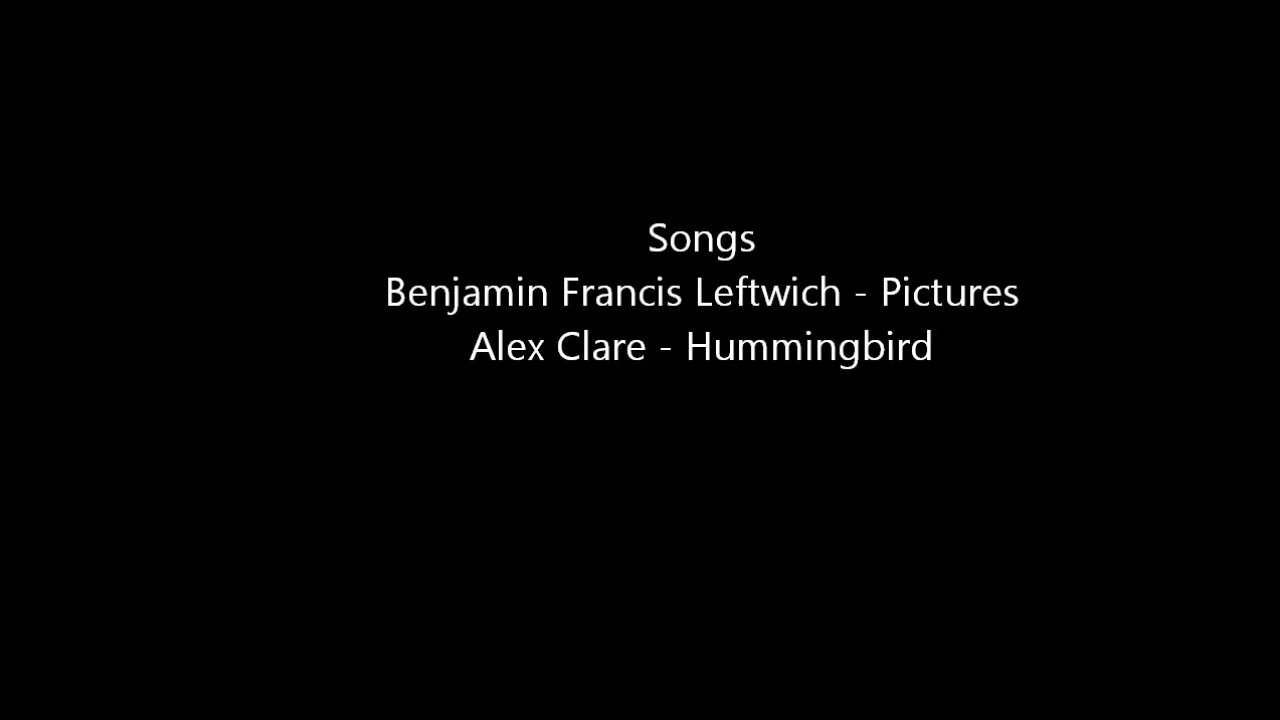 Songs
Benjamin Francis Leftwich - Pictures
Alex Clare - Hummingbird